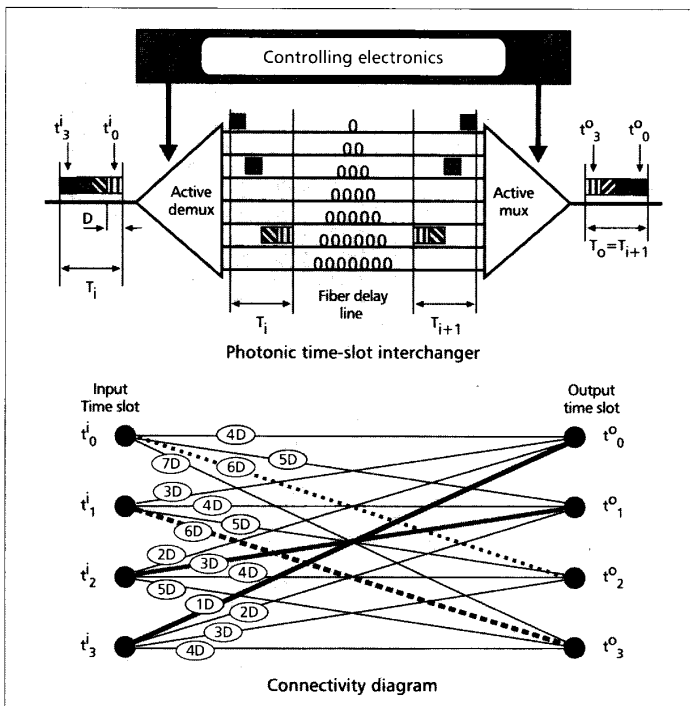 Controlling electronics
t^i_3 t^i_0
t^o_3 t^o_0
Active
demux
Active
mux
0
00
000
0000
00000
000000
0000000
D
T_i
T_i
Fiber delay
line
T_{i+1}
T_o=T_{i+1}
Photonic time-slot interchanger
Input
Time slot
Output
time slot
t^i_0
4D
t^o_0
5D
7D
6D
3D
t^i_1
4D
t^o_1
5D
6D
2D
3D
t^i_2
4D
t^o_2
5D
1D
2D
3D
t^i_3
4D
t^o_3
Connectivity diagram